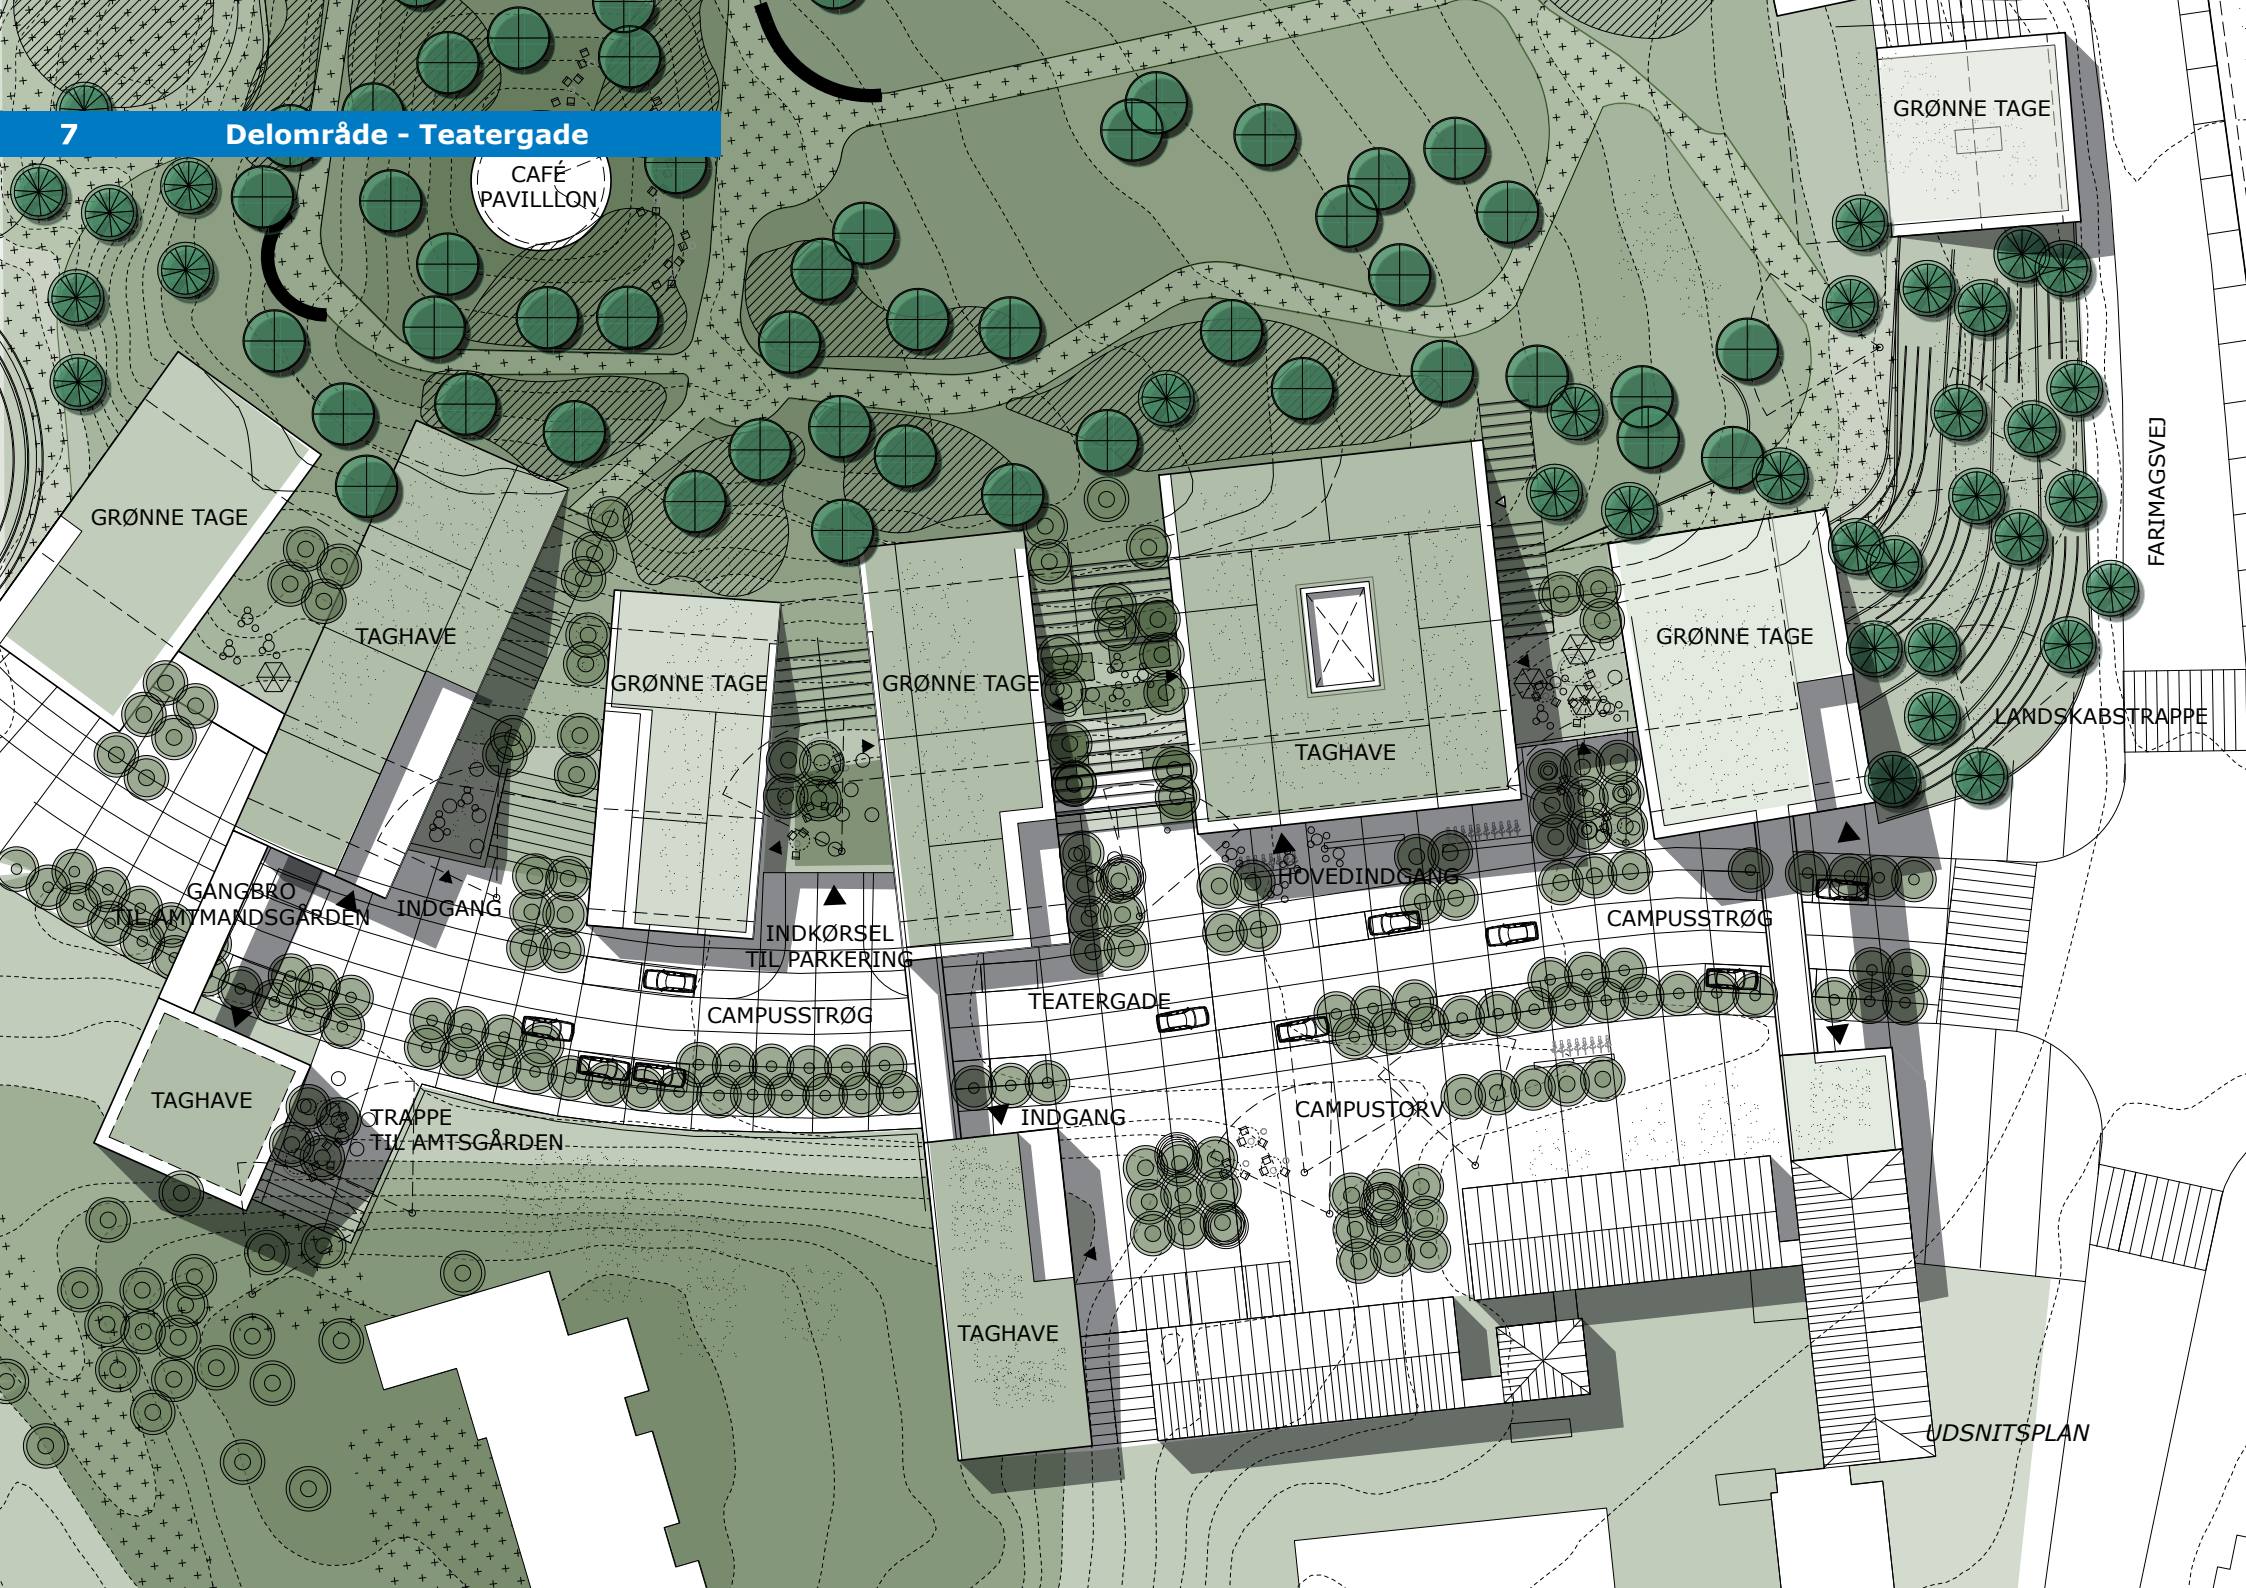 7 Delområde - Teatergade
GRØNNE TAGE
CAFÉ
PAVILLLON
GRØNNE TAGE
FARIMAGSVEJ
TAGHAVE
GRØNNE TAGE
GRØNNE TAGE
GRØNNE TAGE
LANDSKABSTRAPPE
TAGHAVE
HOVEDINDGANG
GANGBRO
TIL AMTMANDSGÅRDEN
INDGANG
CAMPUSSTRØG
INDKØRSEL
TIL PARKERING
TEATERGADE
CAMPUSSTRØG
TAGHAVE
TRAPPE
TIL AMTSGÅRDEN
INDGANG
CAMPUSTORV
TAGHAVE
UDSNITSPLAN